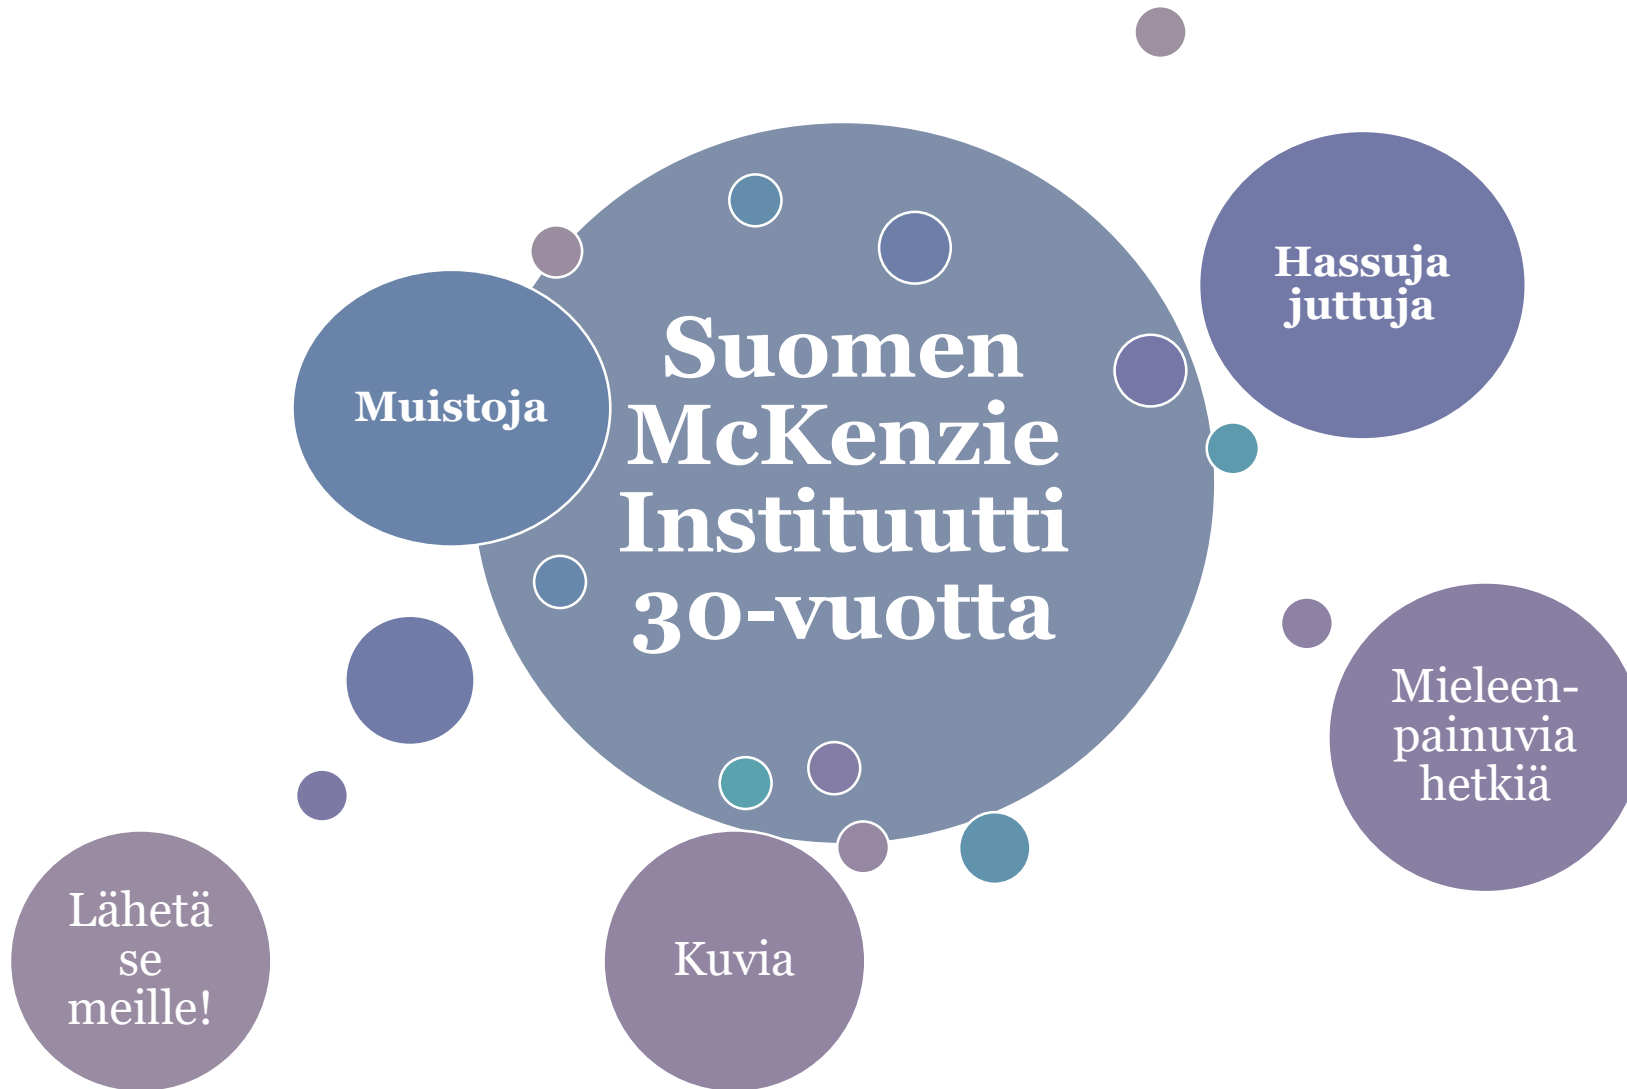 Suomen
McKenzie
Instituutti
30-vuotta
Muistoja
Hassuja
juttuja
Mieleen-
painuvia
hetkiä
Kuvia
Lähetä
se
meille!